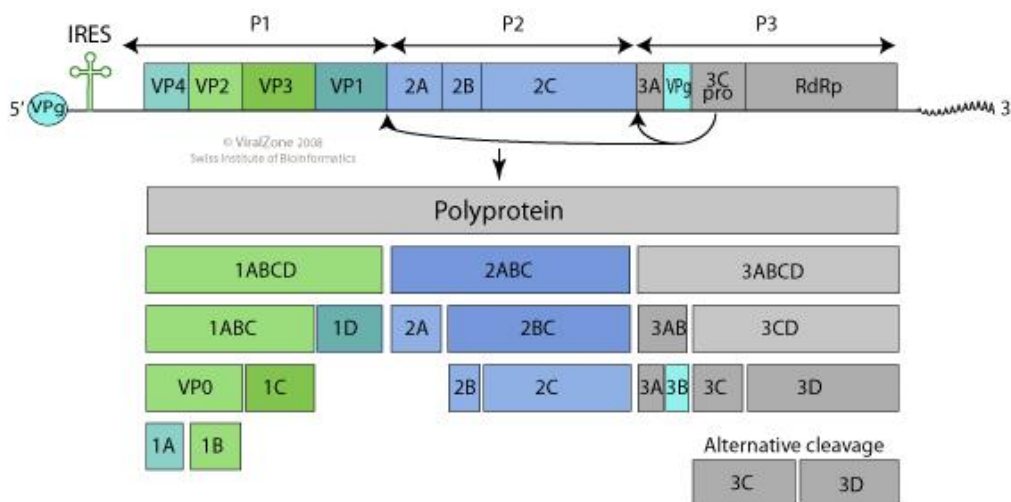 P1 P2 P3
IRES
VP4 VP2 VP3 VP1 2A 2B 2C 3A VPg 3C pro RdRp
5' VPg 3
© ViralZone 2008
Swiss Institute of Bioinformatics
Polyprotein
1ABCD 2ABC 3ABCD
1ABC 1D 2A 2BC 3AB 3CD
VP0 1C 2B 2C 3A 3B 3C 3D
1A 1B
Alternative cleavage
3C 3D